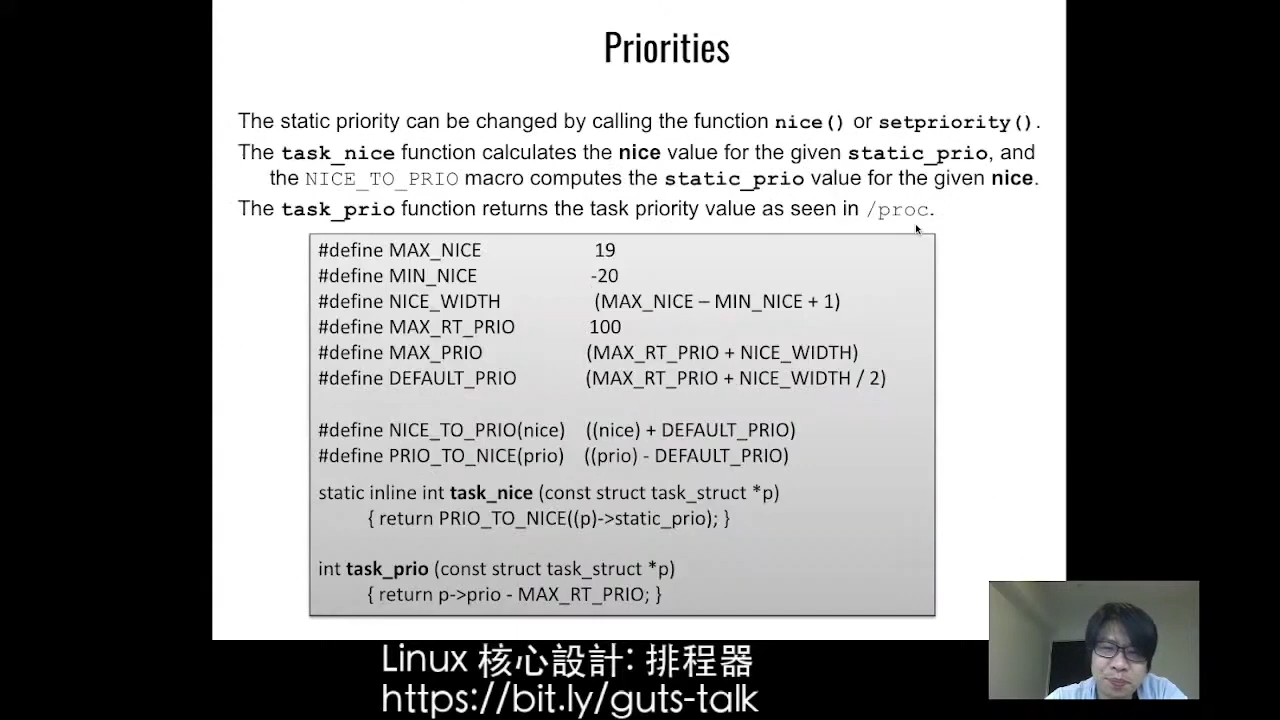 Priorities
The static priority can be changed by calling the function nice() or setpriority().
The task_nice function calculates the nice value for the given static_prio, and
the NICE_TO_PRIO macro computes the static_prio value for the given nice.
The task_prio function returns the task priority value as seen in /proc.
#define MAX_NICE 19
#define MIN_NICE -20
#define NICE_WIDTH (MAX_NICE – MIN_NICE + 1)
#define MAX_RT_PRIO 100
#define MAX_PRIO (MAX_RT_PRIO + NICE_WIDTH)
#define DEFAULT_PRIO (MAX_RT_PRIO + NICE_WIDTH / 2)
#define NICE_TO_PRIO(nice) ((nice) + DEFAULT_PRIO)
#define PRIO_TO_NICE(prio) ((prio) - DEFAULT_PRIO)
static inline int task_nice (const struct task_struct *p)
{ return PRIO_TO_NICE((p)->static_prio); }
int task_prio (const struct task_struct *p)
{ return p->prio - MAX_RT_PRIO; }
Linux 核心設計: 排程器
https://bit.ly/guts-talk